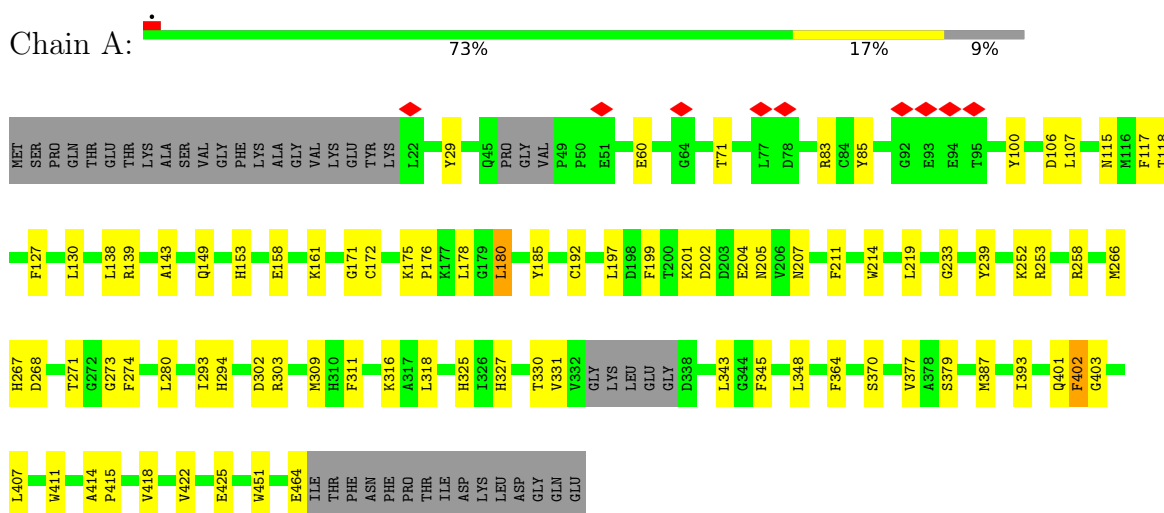 Chain A:
73% 17% 9%
MET SER PRO GLN THR GLU THR LYS ALA SER VAL GLY PHE LYS ALA GLY VAL LYS GLU TYR LYS L22 Y29 Q45 PRO GLY VAL P49 P50 E51 E60 G64 T71 L77 D78 R83 C84 Y85 G92 E93 E94 T95 Y100 D106 L107 N115 M116 F117 T118
F127 L130 L138 R139 A143 Q149 H153 E158 K161 G171 C172 K175 P176 K177 L178 G179 L180 Y185 C192 L197 D198 F199 T200 K201 D202 D203 E204 N205 V206 N207 F211 W214 L219 G233 Y239 K252 R253 R258 M266
H267 D268 T271 G272 G273 F274 L280 I293 H294 D302 R303 M309 H310 F311 K316 A317 L318 H325 I326 H327 T330 V331 V332 GLY LYS LEU GLU GLY D338 L343 G344 F345 L348 F364 S370 V377 A378 S379 M387 I393 Q401 F402 G403
L407 W411 A414 P415 V418 V422 E425 W451 E464 ILE THR PHE ASN PHE PRO THR ILE ASP LYS LEU ASP GLY GLN GLU